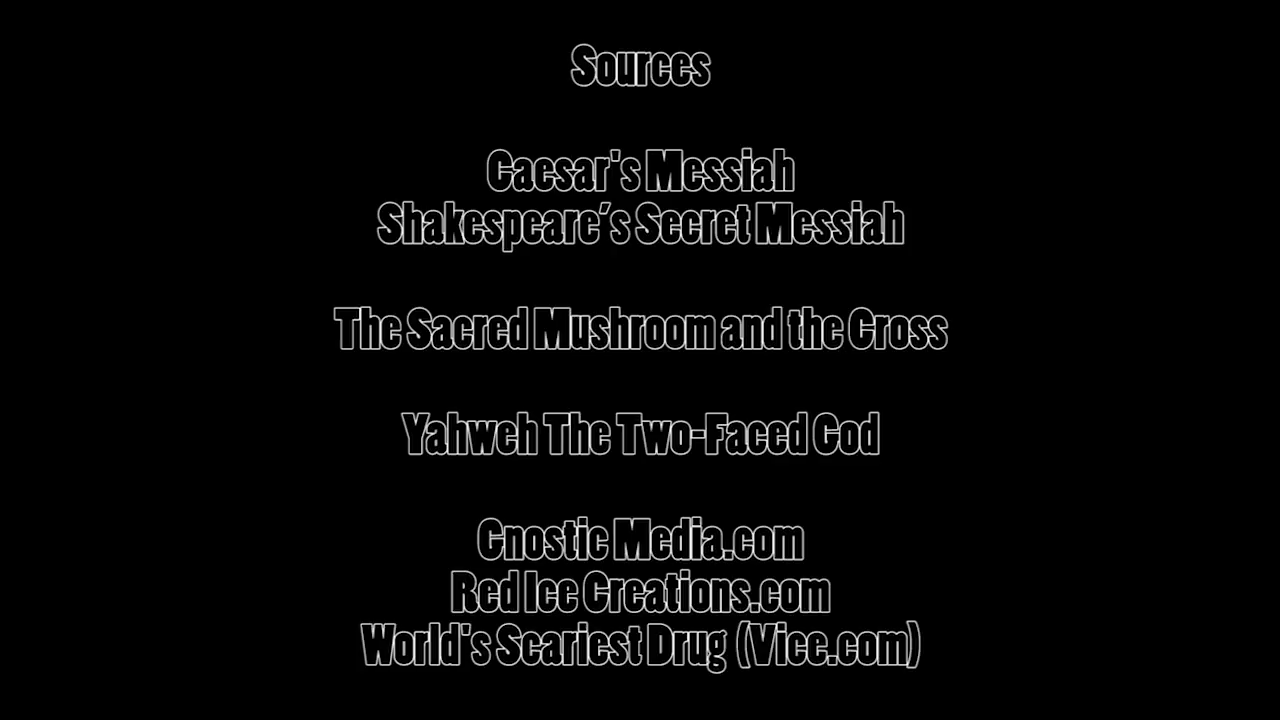 Sources
Caesar's Messiah
Shakespeare's Secret Messiah
The Sacred Mushroom and the Cross
Yahweh The Two-Faced God
Gnostic Media.com
Red Ice Creations.com
World's Scariest Drug (Vice.com)